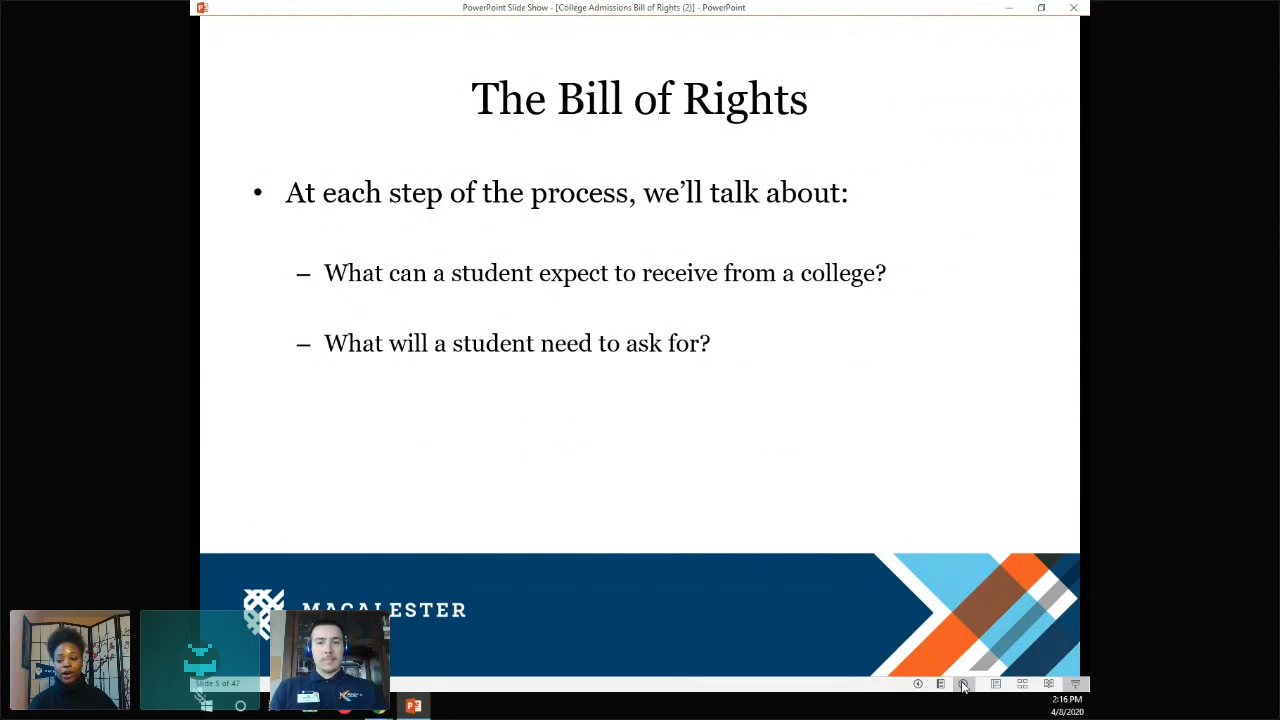 PowerPoint Slide Show - [College Admissions Bill of Rights (2)] - PowerPoint
The Bill of Rights
• At each step of the process, we’ll talk about:
– What can a student expect to receive from a college?
– What will a student need to ask for?
MACALESTER
Slide 5 of 47
2:16 PM
4/8/2020